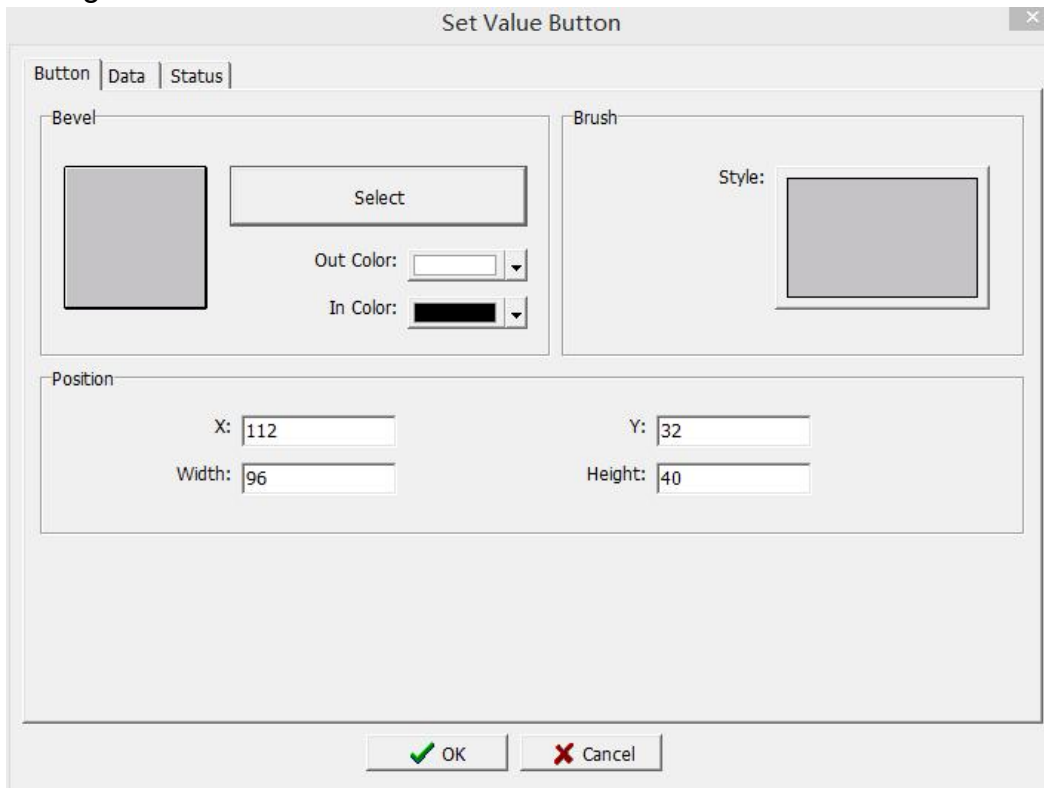 Set Value Button
Button Data Status
Bevel
Select
Out Color:
In Color:
Brush
Style:
Position
X: 112 Y: 32
Width: 96 Height: 40
OK Cancel